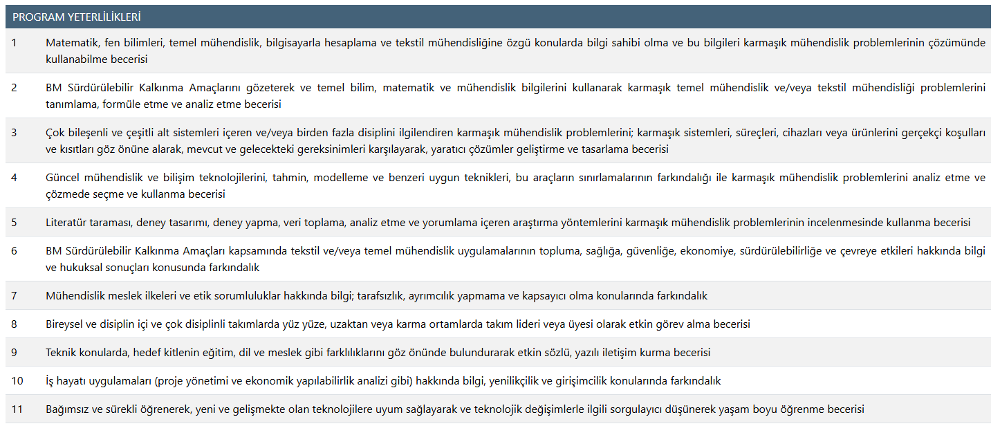 PROGRAM YETERLİLİKLERİ
1 Matematik, fen bilimleri, temel mühendislik, bilgisayarla hesaplama ve tekstil mühendisliğine özgü konularda bilgi sahibi olma ve bu bilgileri karmaşık mühendislik problemlerinin çözümünde
kullanabilme becerisi
2 BM Sürdürülebilir Kalkınma Amaçlarını gözeterek ve temel bilim, matematik ve mühendislik bilgilerini kullanarak karmaşık temel mühendislik ve/veya tekstil mühendisliği problemlerini
tanımlama, formüle etme ve analiz etme becerisi
3 Çok bileşenli ve çeşitli alt sistemleri içeren ve/veya birden fazla disiplini ilgilendiren karmaşık mühendislik problemlerini; karmaşık sistemleri, süreçleri, cihazları veya ürünlerini gerçekçi koşulları
ve kısıtları göz önüne alarak, mevcut ve gelecekteki gereksinimleri karşılayarak, yaratıcı çözümler geliştirme ve tasarlama becerisi
4 Güncel mühendislik ve bilişim teknolojilerini, tahmin, modelleme ve benzeri uygun teknikleri, bu araçların sınırlamalarının farkındalığı ile karmaşık mühendislik problemlerini analiz etme ve
çözmede seçme ve kullanma becerisi
5 Literatür taraması, deney tasarımı, deney yapma, veri toplama, analiz etme ve yorumlama içeren araştırma yöntemlerini karmaşık mühendislik problemlerinin incelenmesinde kullanma becerisi
6 BM Sürdürülebilir Kalkınma Amaçları kapsamında tekstil ve/veya temel mühendislik uygulamalarının topluma, sağlığa, güvenliğe, ekonomiye, sürdürülebilirliğe ve çevreye etkileri hakkında bilgi
ve hukuksal sonuçları konusunda farkındalık
7 Mühendislik meslek ilkeleri ve etik sorumluluklar hakkında bilgi; tarafsızlık, ayrımcılık yapmama ve kapsayıcı olma konularında farkındalık
8 Bireysel ve disiplin içi ve çok disiplinli takımlarda yüz yüze, uzaktan veya karma ortamlarda takım lideri veya üyesi olarak etkin görev alma becerisi
9 Teknik konularda, hedef kitlenin eğitim, dil ve meslek gibi farklılıklarını göz önünde bulundurarak etkin sözlü, yazılı iletişim kurma becerisi
10 İş hayatı uygulamaları (proje yönetimi ve ekonomik yapılabilirlik analizi gibi) hakkında bilgi, yenilikçilik ve girişimcilik konularında farkındalık
11 Bağımsız ve sürekli öğrenerek, yeni ve gelişmekte olan teknolojilere uyum sağlayarak ve teknolojik değişimlerle ilgili sorgulayıcı düşünerek yaşam boyu öğrenme becerisi